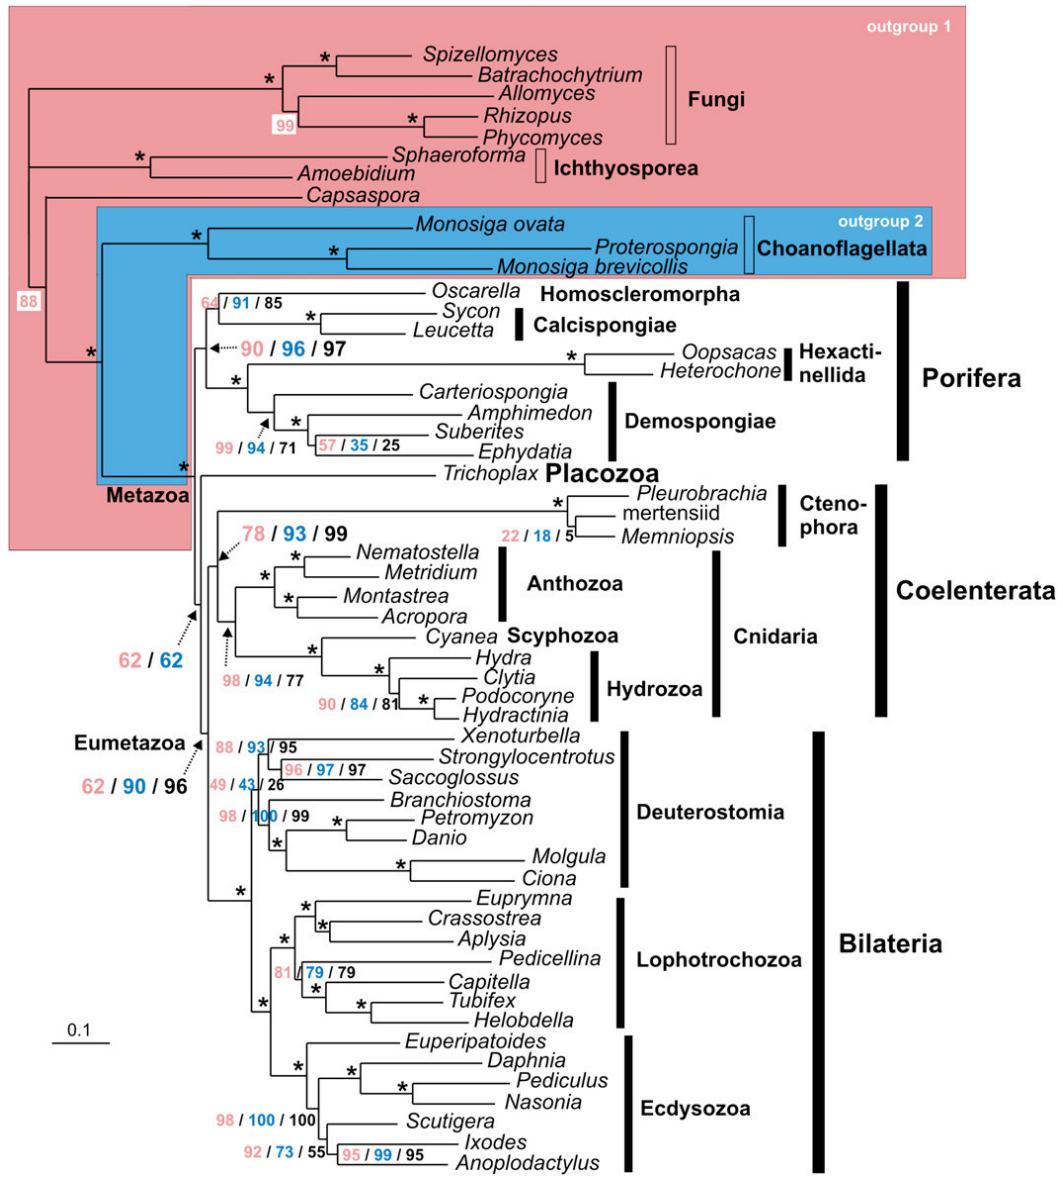 outgroup 1
*
Spizellomyces
*
Batrachochytrium
Allomyces
Fungi
99
*
Rhizopus
Phycomyces
*
Sphaeroforma
Ichthyosporea
Amoebidium
Capsaspora
outgroup 2
*
Monosiga ovata
*
Proterospongia
Choanoflagellata
Monosiga brevicollis
88
64 / 91 / 85
Oscarella
Homoscleromorpha
*
Sycon
Leucetta
Calcispongiae
*
90 / 96 / 97
*
Oopsacas
Heterochone
Hexacti-
nellida
Porifera
*
Carteriospongia
*
Amphimedon
Demospongiae
99 / 94 / 71
57 / 35 / 25
Suberites
Ephydatia
*
Trichoplax
Placozoa
Metazoa
*
Pleurobrachia
mertensiid
Cteno-
phora
22 / 18 / 5
Memniopsis
78 / 93 / 99
*
Nematostella
*
Metridium
Anthozoa
*
Montastrea
Acropora
Coelenterata
*
Cyanea
Scyphozoa
Cnidaria
62 / 62
*
Hydra
98 / 94 / 77
Clytia
Hydrozoa
90 / 84 / 81
*
Podocoryne
Hydractinia
Eumetazoa
88 / 93 / 95
Xenoturbella
62 / 90 / 96
96 / 97 / 97
Strongylocentrotus
Saccoglossus
49 / 43 / 26
Branchiostoma
Deuterostomia
98 / 100 / 99
*
Petromyzon
*
Danio
*
Molgula
Ciona
*
*
Euprymna
*
Crassostrea
*
Aplysia
Bilateria
Pedicellina
Lophotrochozoa
81 / 79 / 79
*
Capitella
*
*
Tubifex
Helobdella
0.1
Euperipatoides
*
*
Daphnia
*
Pediculus
Nasonia
Ecdysozoa
98 / 100 / 100
Scutigera
92 / 73 / 55
95 / 99 / 95
Ixodes
Anoplodactylus